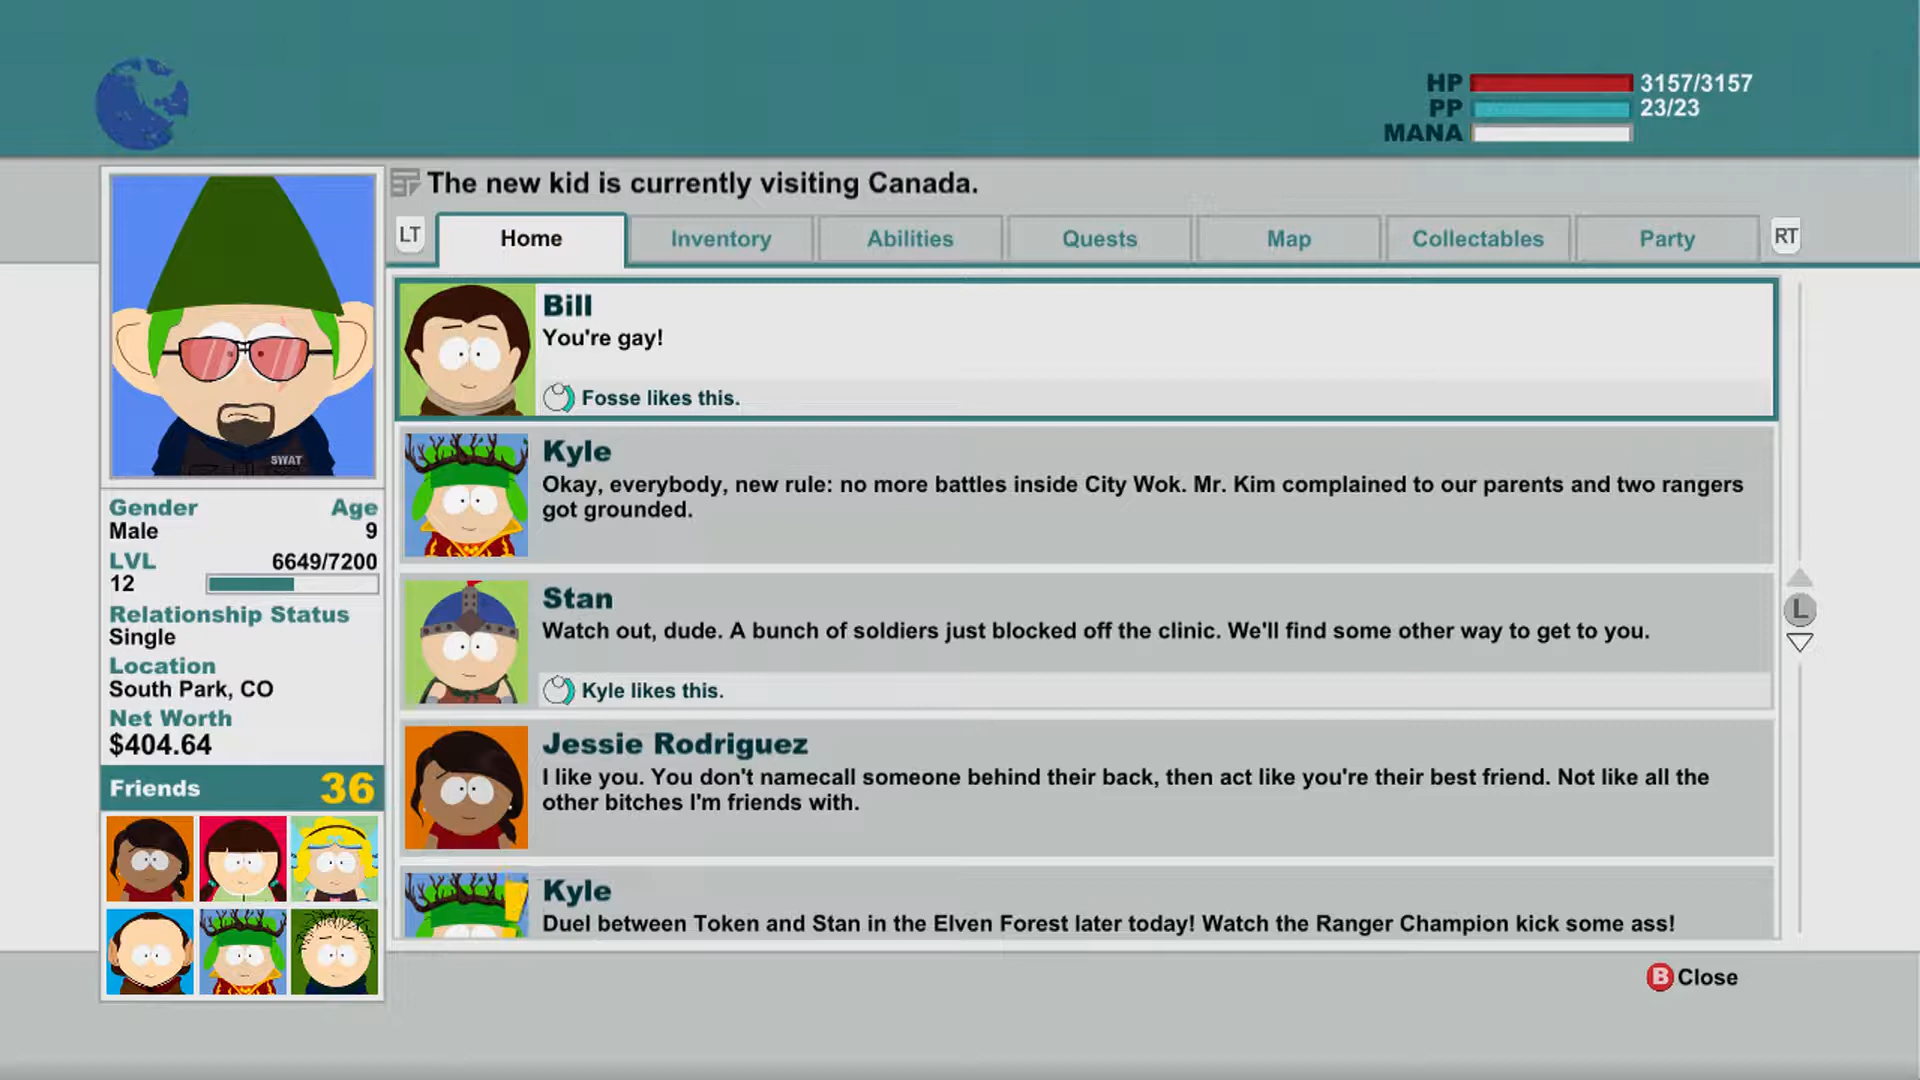 HP 3157/3157
PP 23/23
MANA
The new kid is currently visiting Canada.
LT Home Inventory Abilities Quests Map Collectables Party RT
SWAT
Gender Age
Male 9
LVL 6649/7200
12
Relationship Status
Single
Location
South Park, CO
Net Worth
$404.64
Friends 36
Bill
You're gay!
Fosse likes this.
Kyle
Okay, everybody, new rule: no more battles inside City Wok. Mr. Kim complained to our parents and two rangers
got grounded.
Stan
Watch out, dude. A bunch of soldiers just blocked off the clinic. We'll find some other way to get to you.
Kyle likes this.
Jessie Rodriguez
I like you. You don't namecall someone behind their back, then act like you're their best friend. Not like all the
other bitches I'm friends with.
Kyle
Duel between Token and Stan in the Elven Forest later today! Watch the Ranger Champion kick some ass!
L
B Close